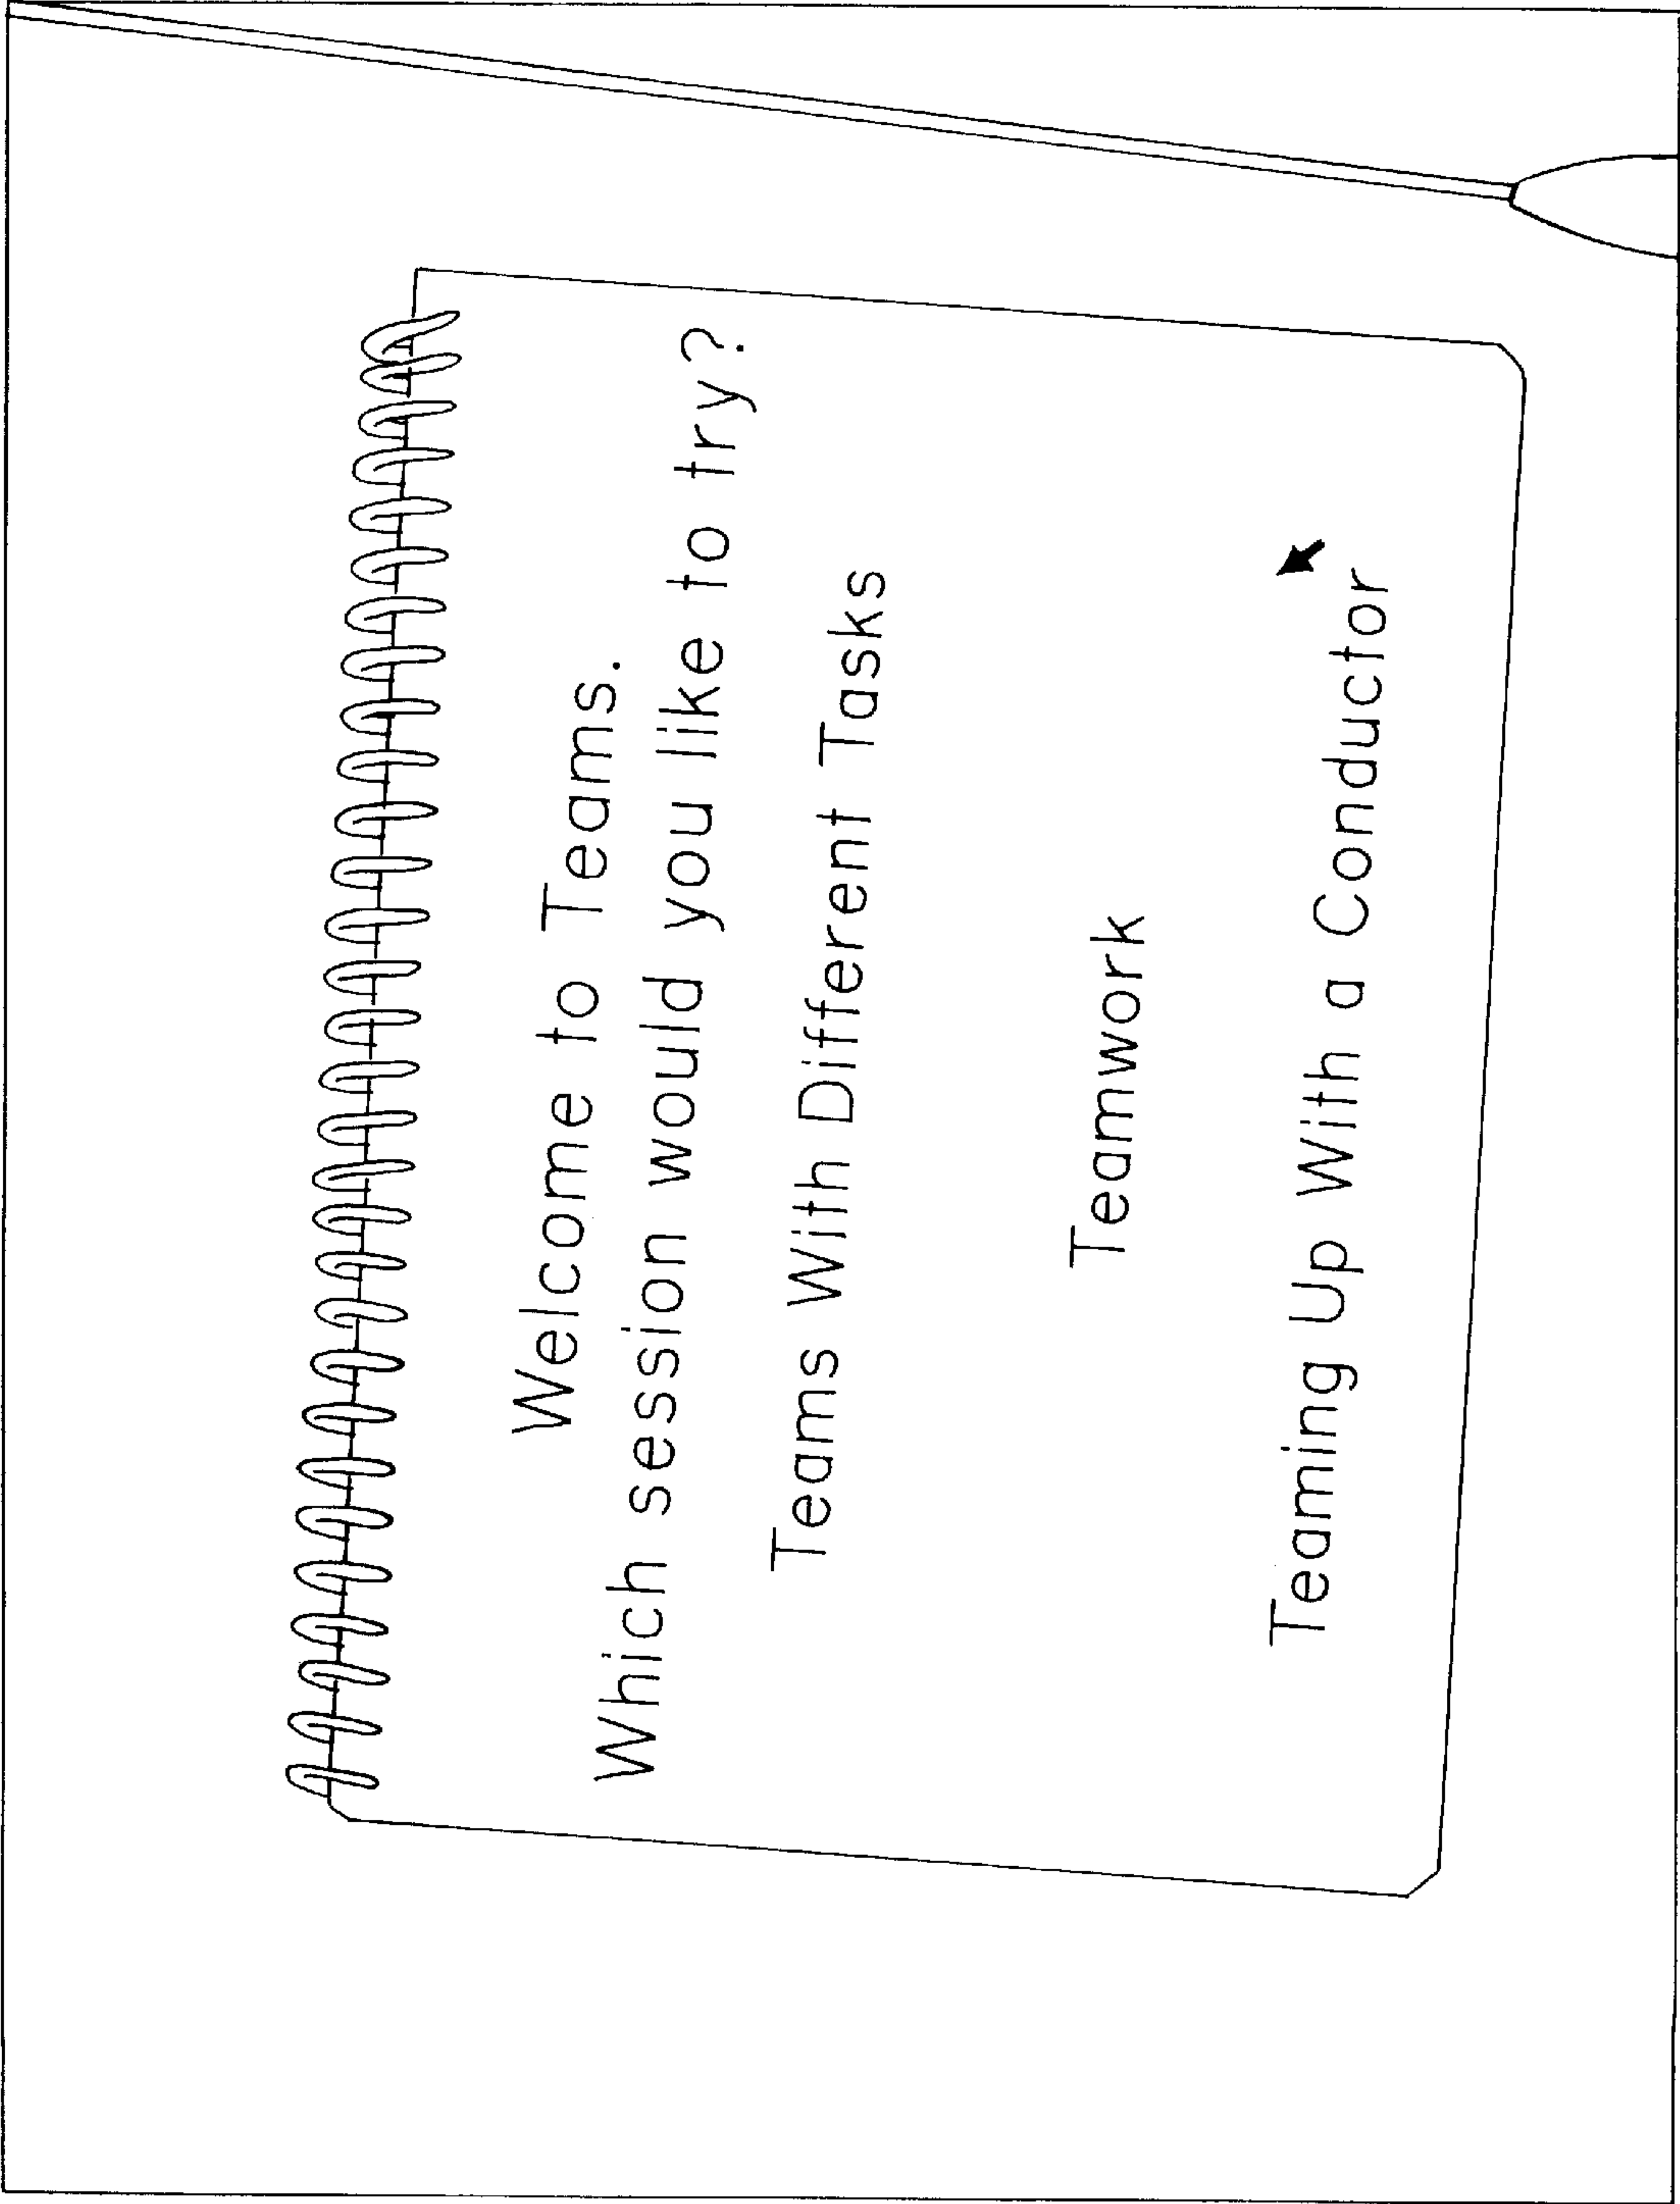 Welcome to Teams.
Which session would you like to try?
Teams With Different Tasks
Teamwork
Teaming Up With a Conductor